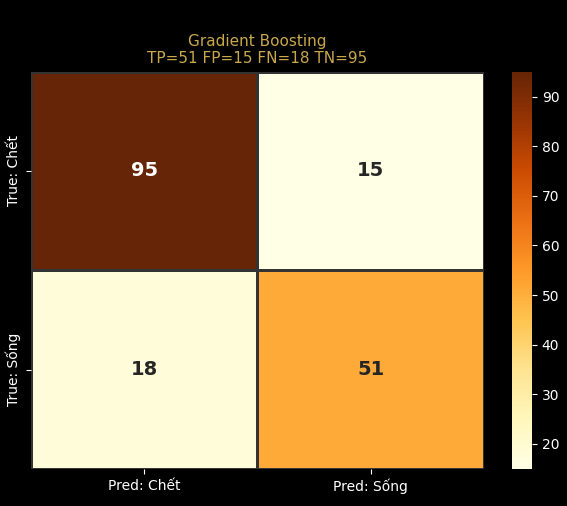 Gradient Boosting
TP=51 FP=15 FN=18 TN=95
True: Chết
95
15
90
80
70
60
50
40
30
20
True: Sống
18
51
Pred: Chết
Pred: Sống